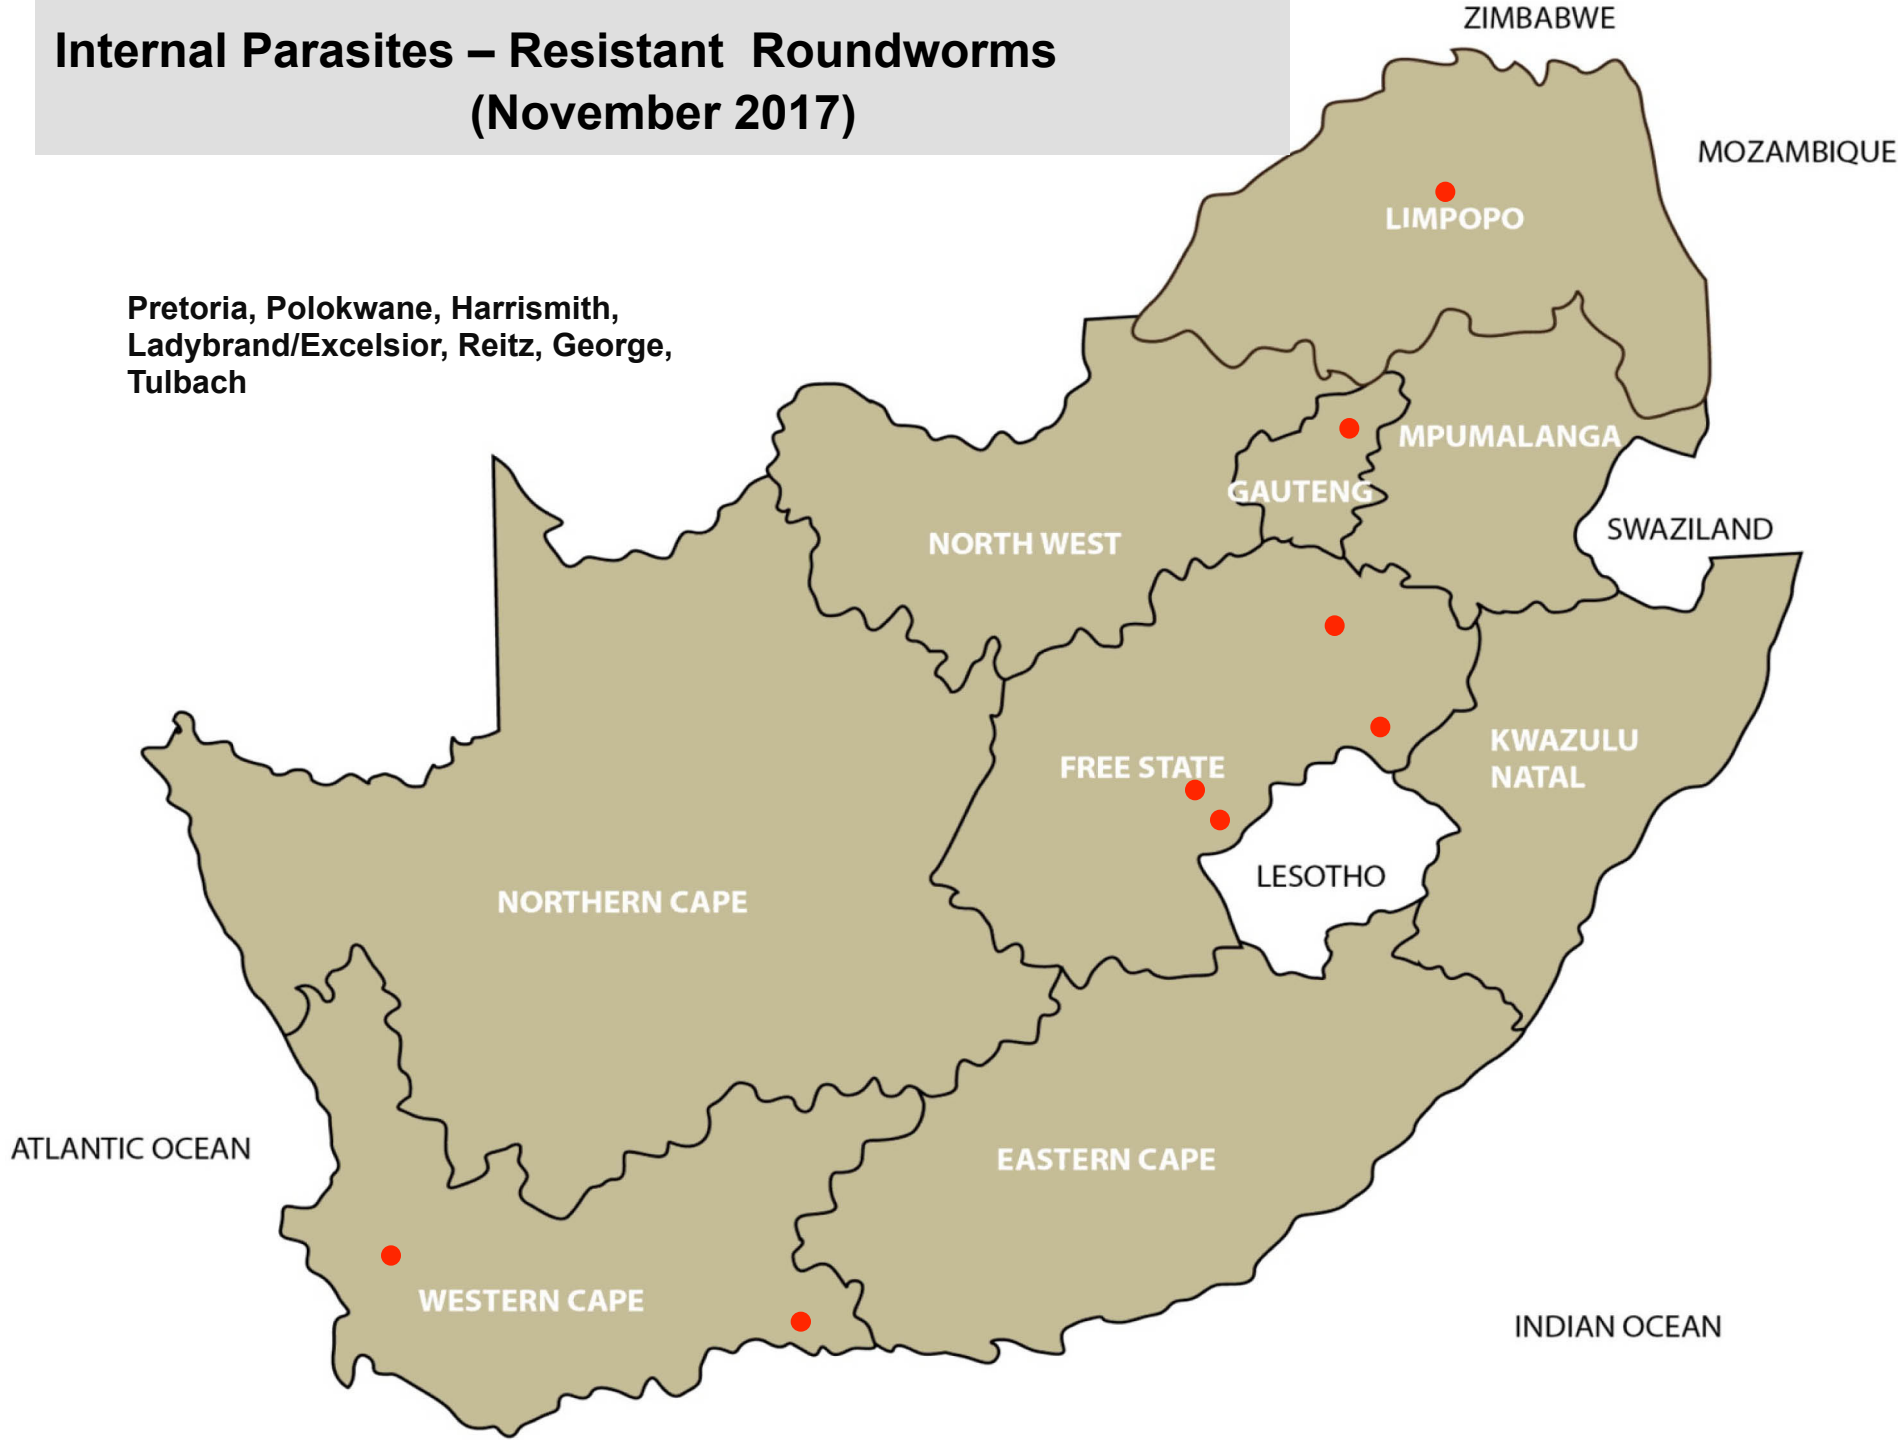 Internal Parasites – Resistant Roundworms
(November 2017)
ZIMBABWE
MOZAMBIQUE
LIMPOPO
Pretoria, Polokwane, Harrismith,
Ladybrand/Excelsior, Reitz, George,
Tulbach
MPUMALANGA
GAUTENG
NORTH WEST
SWAZILAND
KWAZULU
NATAL
FREE STATE
LESOTHO
NORTHERN CAPE
ATLANTIC OCEAN
EASTERN CAPE
WESTERN CAPE
INDIAN OCEAN